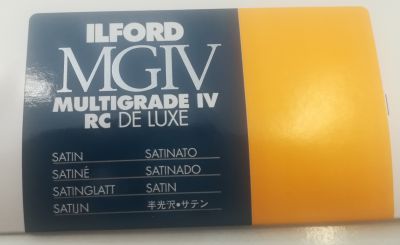 ILFORD
MGIV
MULTIGRADE IV
RC DE LUXE
SATIN SATINATO
SATINÉ SATINADO
SATINGLATT SATIN
SATIJN 半光沢•サテン